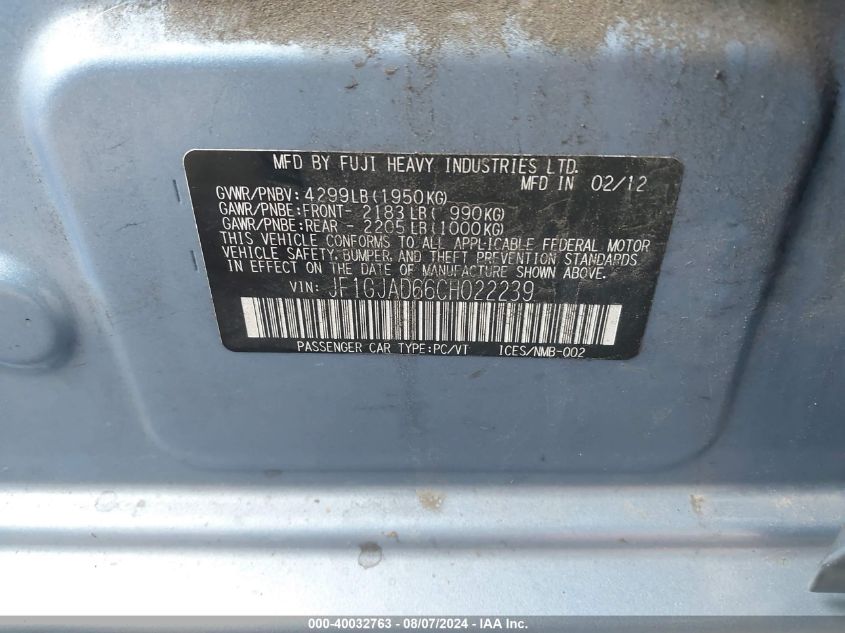 MFD BY FUJI HEAVY INDUSTRIES LTD.
MFD IN 02/12
GVWR/PNBV: 4299LB(1950KG)
GAWR/PNBE:FRONT- 2183LB( 990KG)
GAWR/PNBE:REAR - 2205LB(1000KG)
THIS VEHICLE CONFORMS TO ALL APPLICABLE FEDERAL MOTOR
VEHICLE SAFETY, BUMPER, AND THEFT PREVENTION STANDARDS
IN EFFECT ON THE DATE OF MANUFACTURE SHOWN ABOVE.
VIN: JF1GJAD66CH022239
PASSENGER CAR TYPE:PC/VT ICES/NMB-002
000-40032763 - 08/07/2024 - IAA Inc.